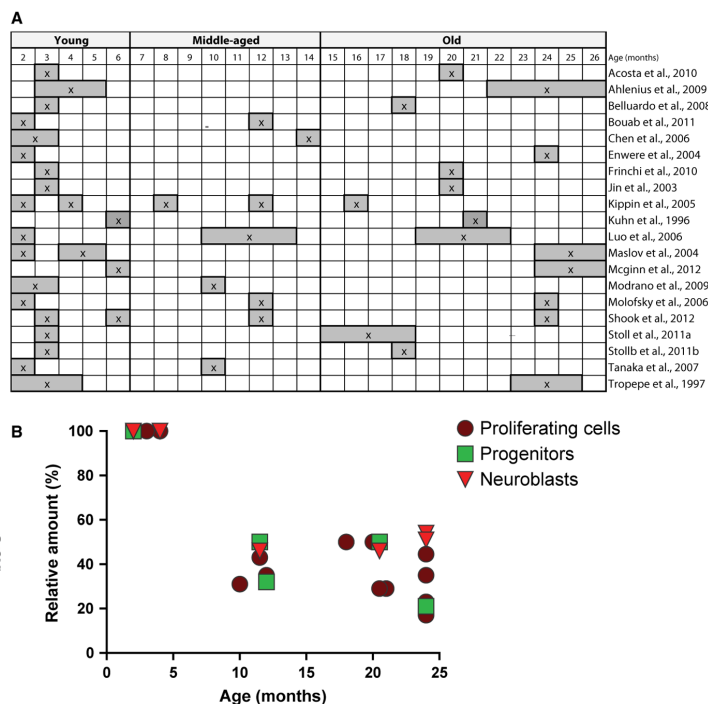 A
Young Middle-aged Old
2 3 4 5 6 7 8 9 10 11 12 13 14 15 16 17 18 19 20 21 22 23 24 25 26 Age (months)
x x Acosta et al., 2010
x x Ahlenius et al., 2009
x x Belluardo et al., 2008
x x Bouab et al., 2011
x x Chen et al., 2006
x x Enwere et al., 2004
x x Frinchi et al., 2010
x x Jin et al., 2003
x x x x x Kippin et al., 2005
x x Kuhn et al., 1996
x x x Luo et al., 2006
x x x Maslov et al., 2004
x x Mcginn et al., 2012
x x Modrano et al., 2009
x x x Molofsky et al., 2006
x x x x Shook et al., 2012
x x Stoll et al., 2011a
x x Stollb et al., 2011b
x x Tanaka et al., 2007
x x Tropepe et al., 1997
B
Relative amount (%)
100
80
60
40
20
0
0 5 10 15 20 25
Age (months)
Proliferating cells
Progenitors
Neuroblasts